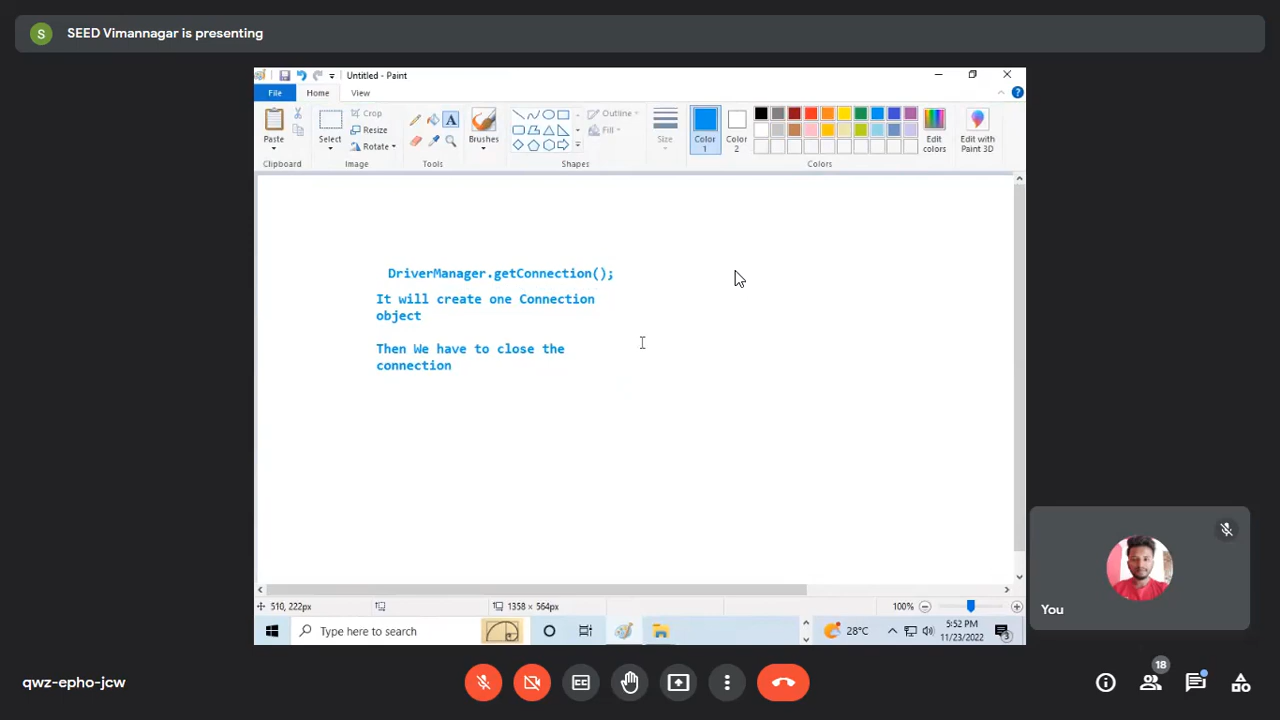 S SEED Vimannagar is presenting
Untitled - Paint
File Home View
Crop Outline
Resize Fill
Paste Select Rotate Brushes Size Color 1 Color 2 Edit colors Edit with Paint 3D
Clipboard Image Tools Shapes Colors
DriverManager.getConnection();
It will create one Connection
object
Then We have to close the
connection
510, 222px 1358 × 564px 100%
Type here to search 28°C 5:52 PM
11/23/2022 3
You
qwz-epho-jcw CC 18